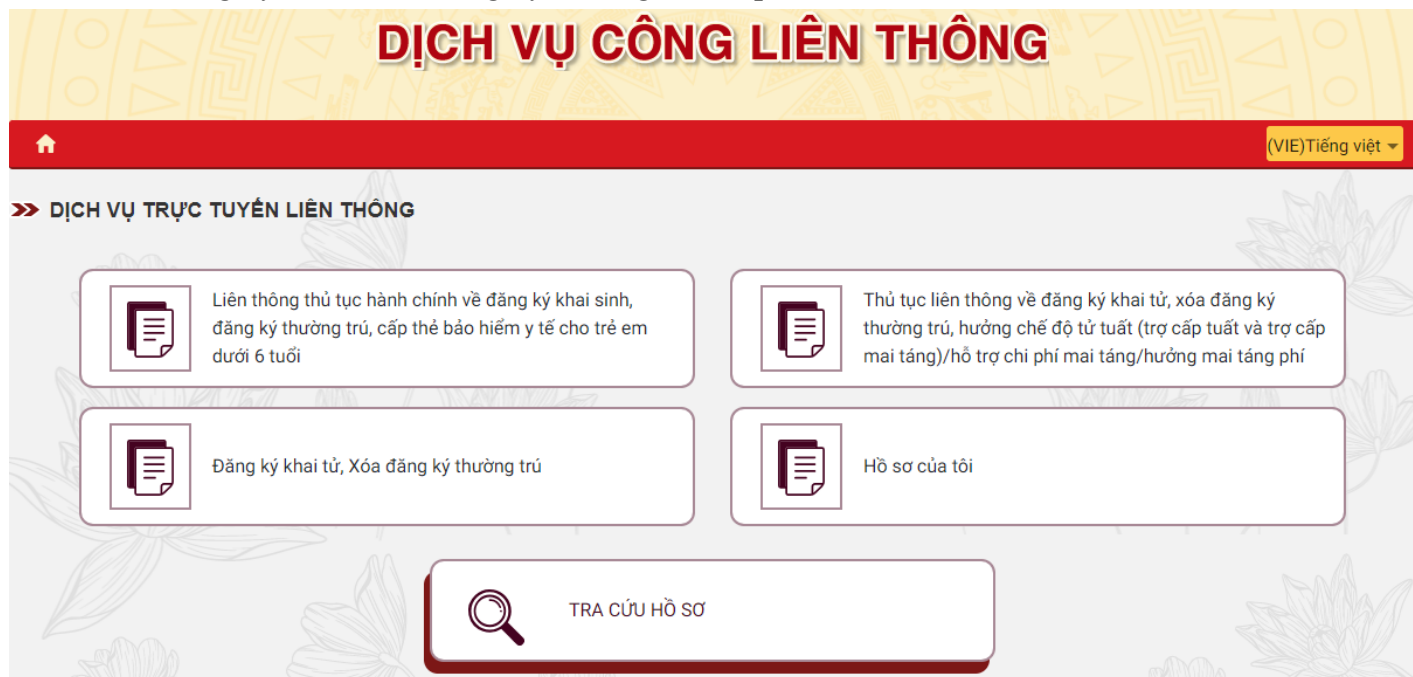 DỊCH VỤ CÔNG LIÊN THÔNG
(VIE)Tiếng việt
DỊCH VỤ TRỰC TUYẾN LIÊN THÔNG
Liên thông thủ tục hành chính về đăng ký khai sinh,
đăng ký thường trú, cấp thẻ bảo hiểm y tế cho trẻ em
dưới 6 tuổi
Thủ tục liên thông về đăng ký khai tử, xóa đăng ký
thường trú, hưởng chế độ tử tuất (trợ cấp tuất và trợ cấp
mai táng)/hỗ trợ chi phí mai táng/hưởng mai táng phí
Đăng ký khai tử, Xóa đăng ký thường trú
Hồ sơ của tôi
TRA CỨU HỒ SƠ